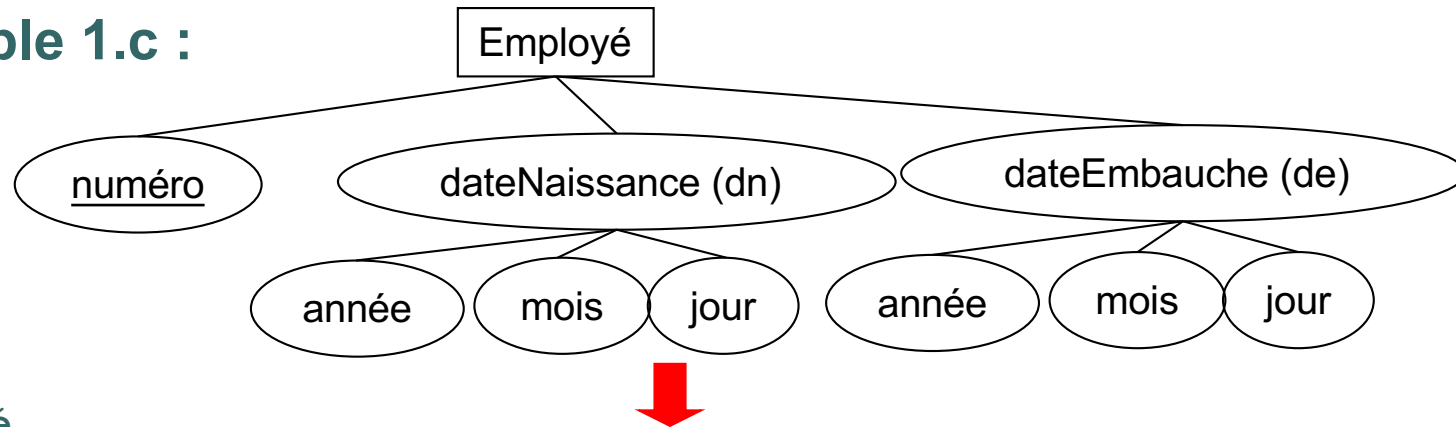 ple 1.c :
Employé
numéro
dateNaissance (dn)
dateEmbauche (de)
année
mois
jour
année
mois
jour
é